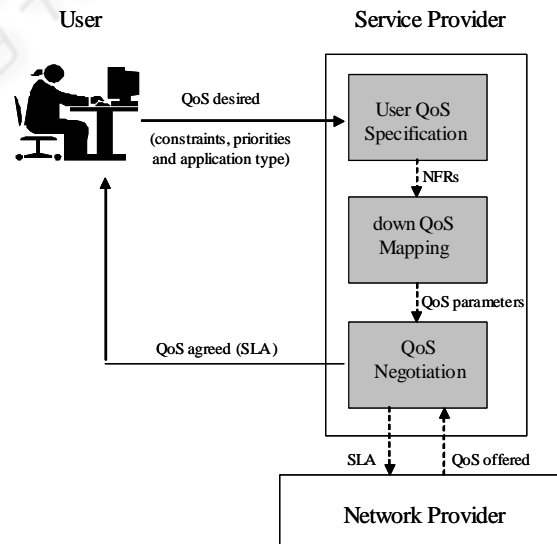 User
Service Provider
QoS desired
(constraints, priorities
and application type)
User QoS
Specification
NFRs
down QoS
Mapping
QoS parameters
QoS agreed (SLA)
QoS
Negotiation
SLA
QoS offered
Network Provider